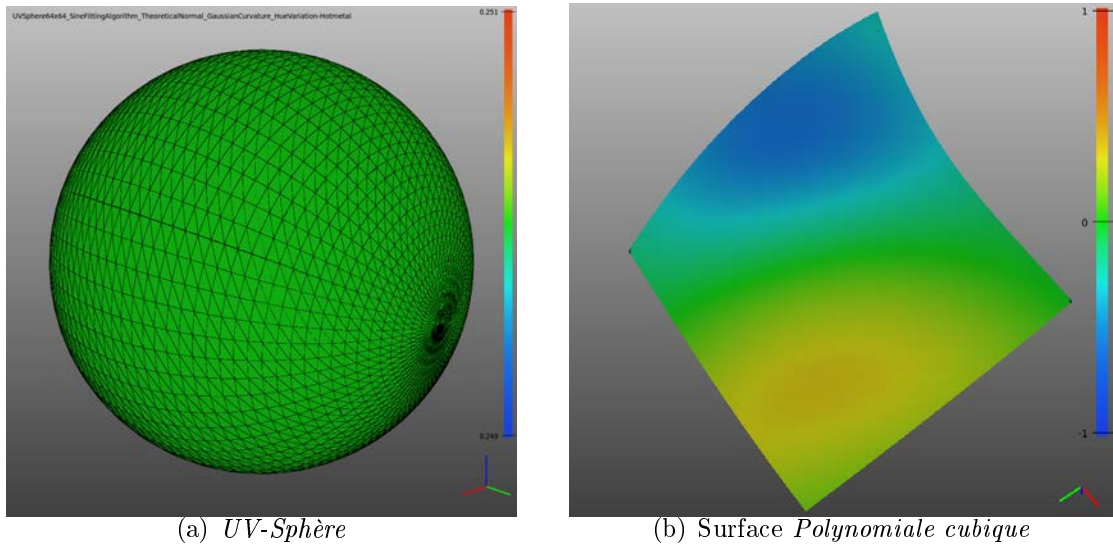 UVSphere64x64_SineFittingAlgorithm_TheoreticalNormal_GaussianCurvature_HueVariation-Hotmetal
0.251
0.249
1
0
-1
(a) UV-Sphère
(b) Surface Polynomiale cubique